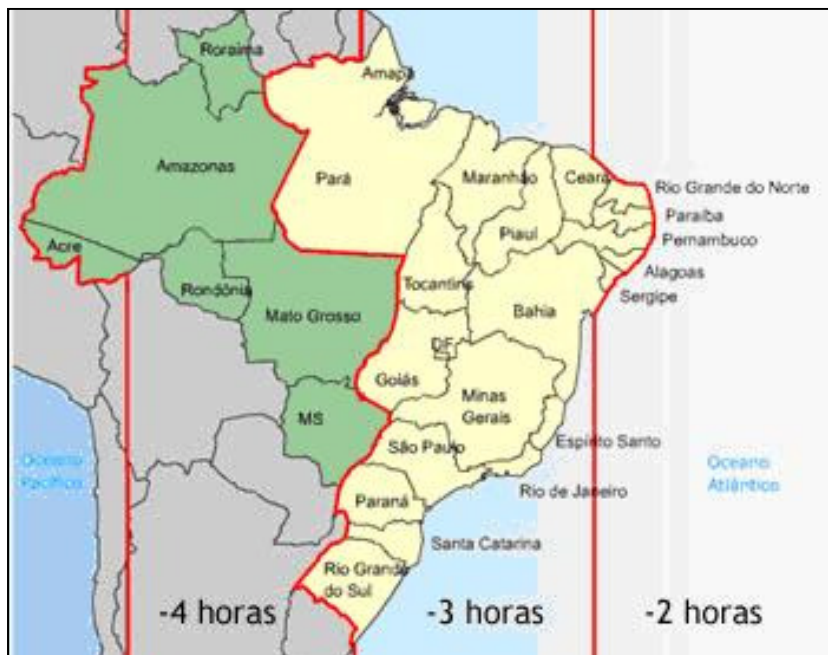 Roraima
Amapá
Amazonas
Pará
Maranhão
Ceará
Rio Grande do Norte
Paraíba
Piauí
Pernambuco
Acre
Alagoas
Tocantins
Rondônia
Sergipe
Bahia
Mato Grosso
DF
Goiás
Minas
Gerais
MS
São Paulo
Espírito Santo
Oceano
Pacífico
Oceano
Atlântico
Rio de Janeiro
Paraná
Santa Catarina
Rio Grande
do Sul
-4 horas
-3 horas
-2 horas